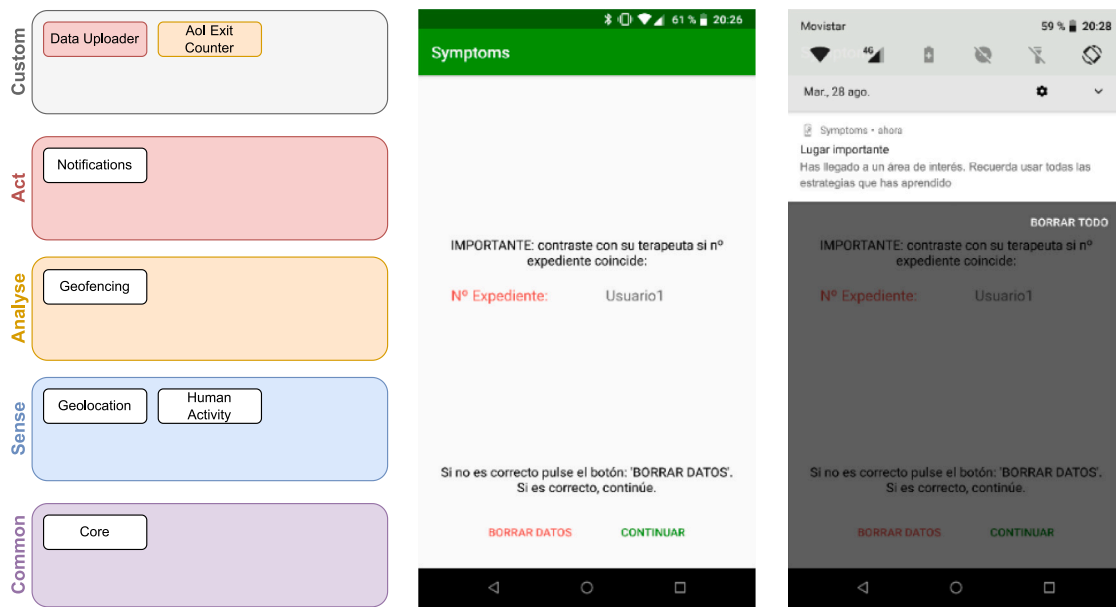 Custom
Data Uploader
AoI Exit
Counter
Act
Notifications
Analyse
Geofencing
Sense
Geolocation
Human
Activity
Common
Core
61 % 20:26
Symptoms
IMPORTANTE: contraste con su terapeuta si nº
expediente coincide:
Nº Expediente: Usuario1
Si no es correcto pulse el botón: 'BORRAR DATOS'.
Si es correcto, continúe.
BORRAR DATOS CONTINUAR
Movistar 59 % 20:28
4G
Mar., 28 ago.
Symptoms • ahora
Lugar importante
Has llegado a un área de interés. Recuerda usar todas las
estrategias que has aprendido
BORRAR TODO
IMPORTANTE: contraste con su terapeuta si nº
expediente coincide:
Nº Expediente: Usuario1
Si no es correcto pulse el botón: 'BORRAR DATOS'.
Si es correcto, continúe.
BORRAR DATOS CONTINUAR